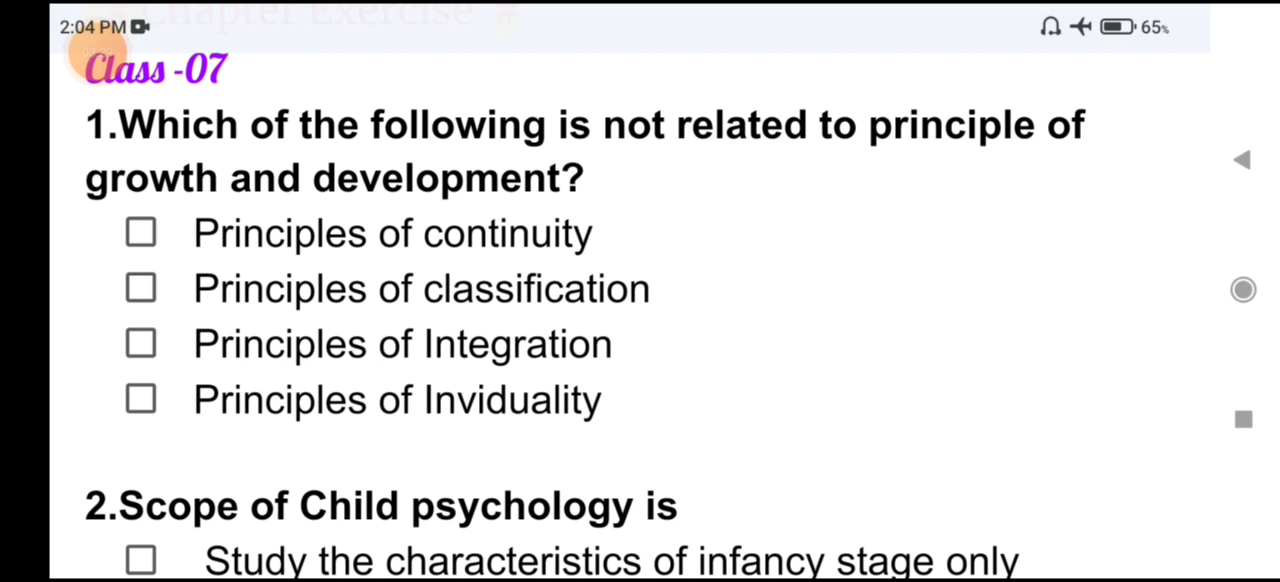 Chapter Exercise #
2:04 PM 65%
Class -07
1.Which of the following is not related to principle of
growth and development?
Principles of continuity
Principles of classification
Principles of Integration
Principles of Inviduality
2.Scope of Child psychology is
Study the characteristics of infancy stage only